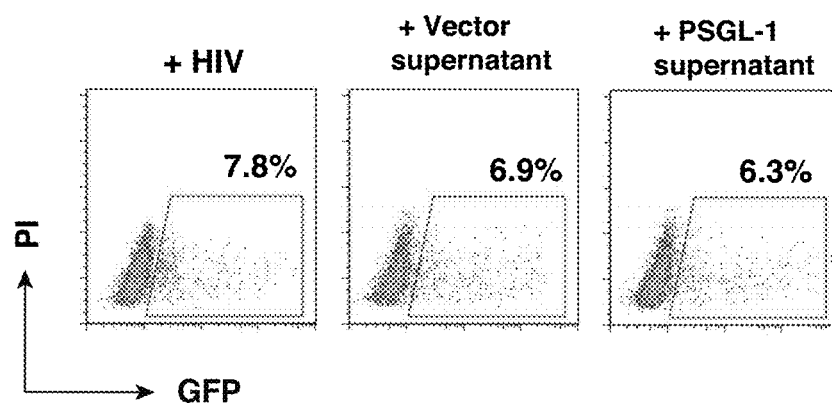 + HIV
+ Vector
supernatant
+ PSGL-1
supernatant
7.8%
6.9%
6.3%
PI
GFP